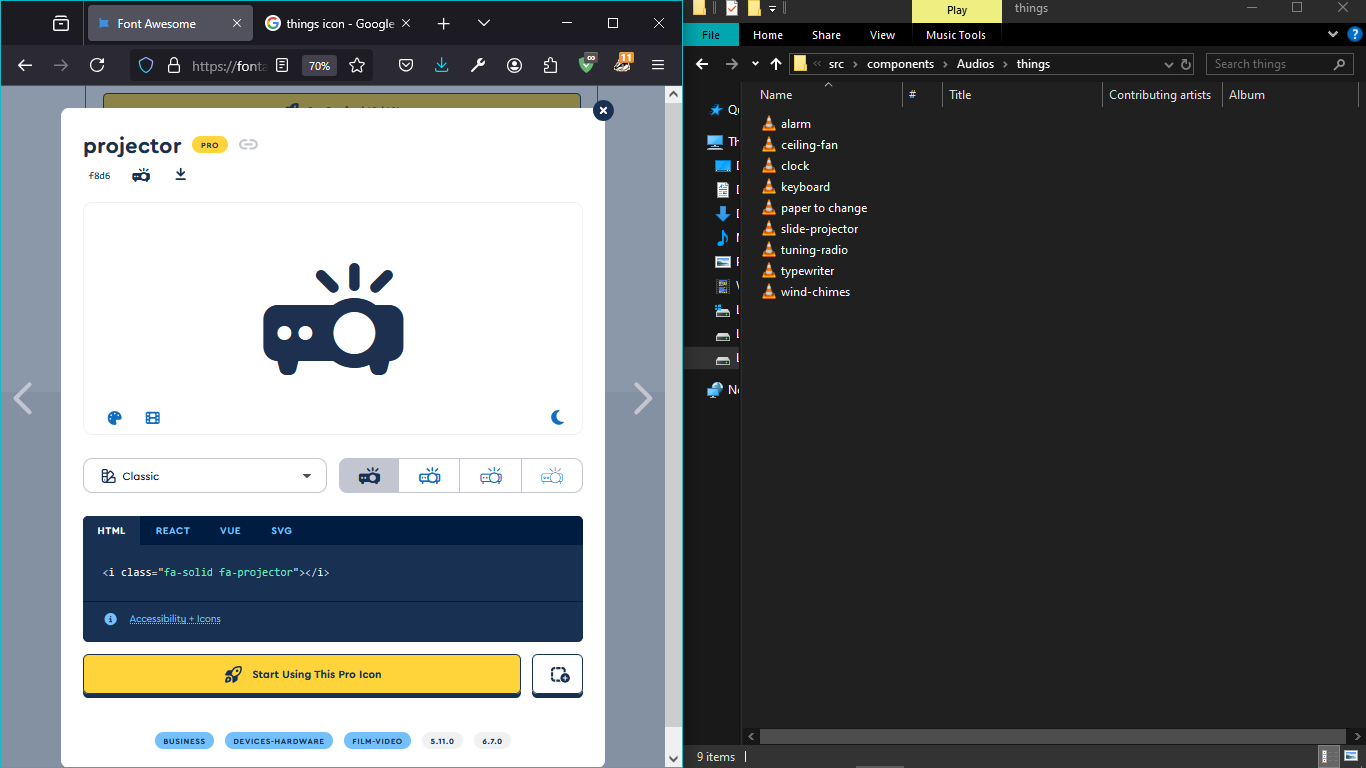 Font Awesome
things icon - Google
https://fonta
70%
∞
11
projector
PRO
f8d6
Classic
HTML
REACT
VUE
SVG
<i class="fa-solid fa-projector"></i>
Accessibility + Icons
Start Using This Pro Icon
BUSINESS
DEVICES-HARDWARE
FILM-VIDEO
5.11.0
6.7.0
Play
things
File
Home
Share
View
Music Tools
src
components
Audios
things
Search things
Name
#
Title
Contributing artists
Album
alarm
ceiling-fan
clock
keyboard
paper to change
slide-projector
tuning-radio
typewriter
wind-chimes
9 items